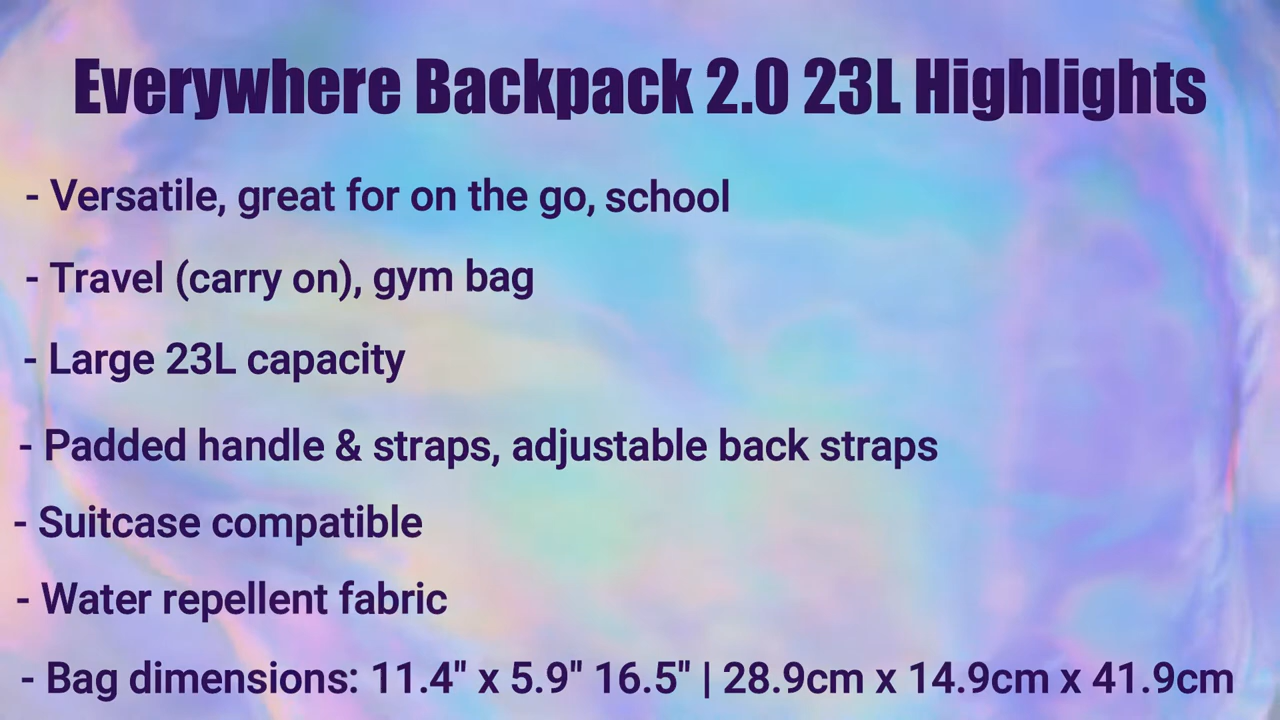 Everywhere Backpack 2.0 23L Highlights
- Versatile, great for on the go, school
- Travel (carry on), gym bag
- Large 23L capacity
- Padded handle & straps, adjustable back straps
- Suitcase compatible
- Water repellent fabric
- Bag dimensions: 11.4" x 5.9" 16.5" | 28.9cm x 14.9cm x 41.9cm